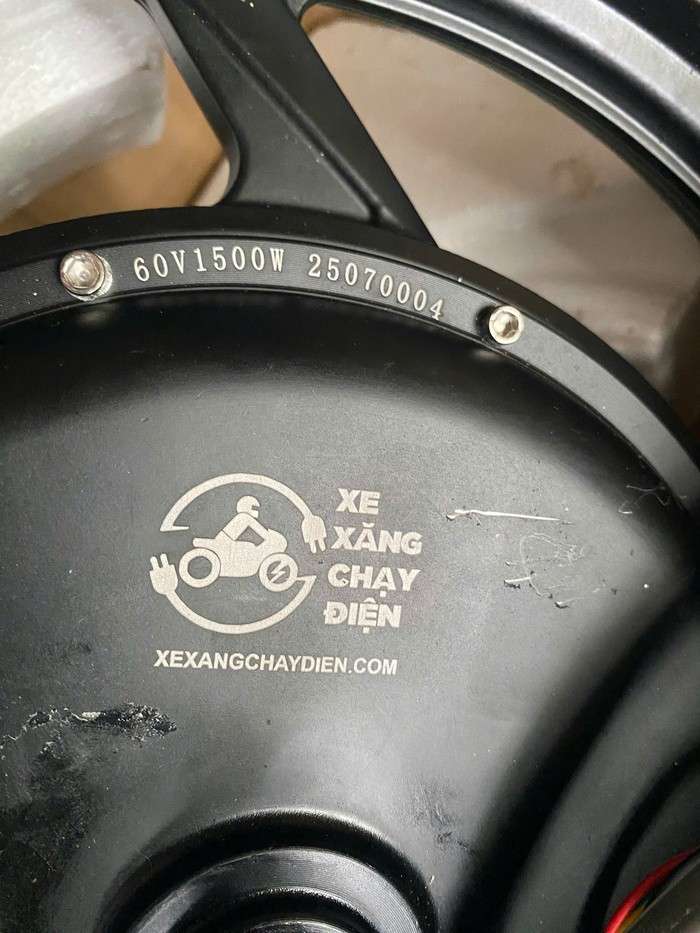 60V1500W 25070004
XE
XĂNG
CHẠY
ĐIỆN
XEXANGCHAYDIEN.COM